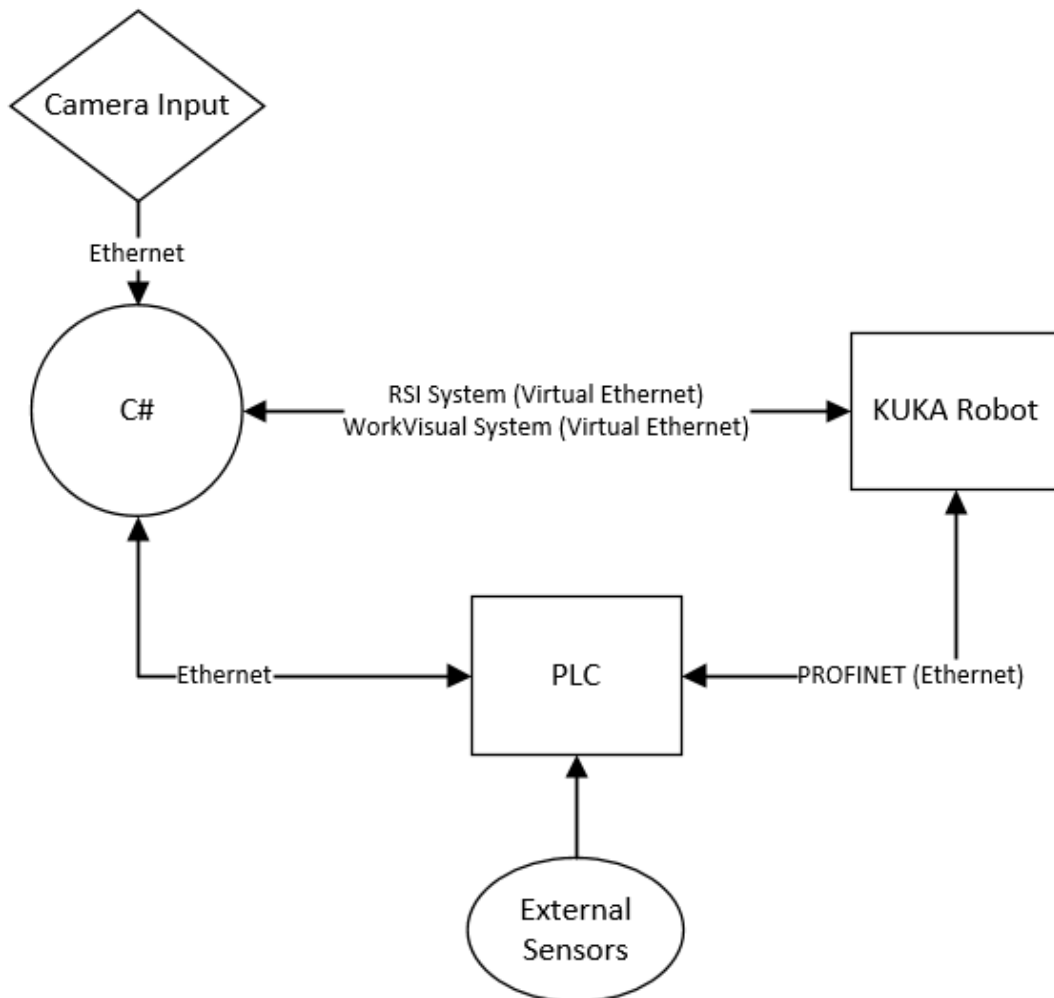 Camera Input
Ethernet
C#
RSI System (Virtual Ethernet)
WorkVisual System (Virtual Ethernet)
KUKA Robot
Ethernet
PLC
PROFINET (Ethernet)
External
Sensors